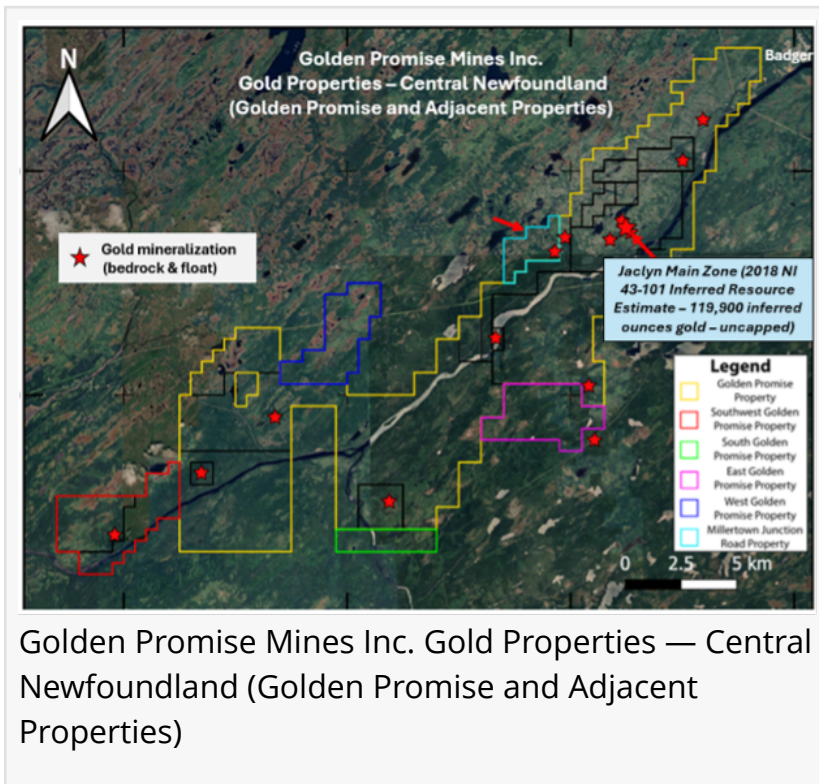 N
Golden Promise Mines Inc.
Gold Properties – Central Newfoundland
(Golden Promise and Adjacent Properties)
Badger
Gold mineralization
(bedrock & float)
Jaclyn Main Zone (2018 NI
43-101 Inferred Resource
Estimate – 119,900 inferred
ounces gold – uncapped)
Legend
Golden Promise
Property
Southwest Golden
Promise Property
South Golden
Promise Property
East Golden
Promise Property
West Golden
Promise Property
Millertown Junction
Road Property
0 2.5 5 km
Golden Promise Mines Inc. Gold Properties — Central
Newfoundland (Golden Promise and Adjacent
Properties)